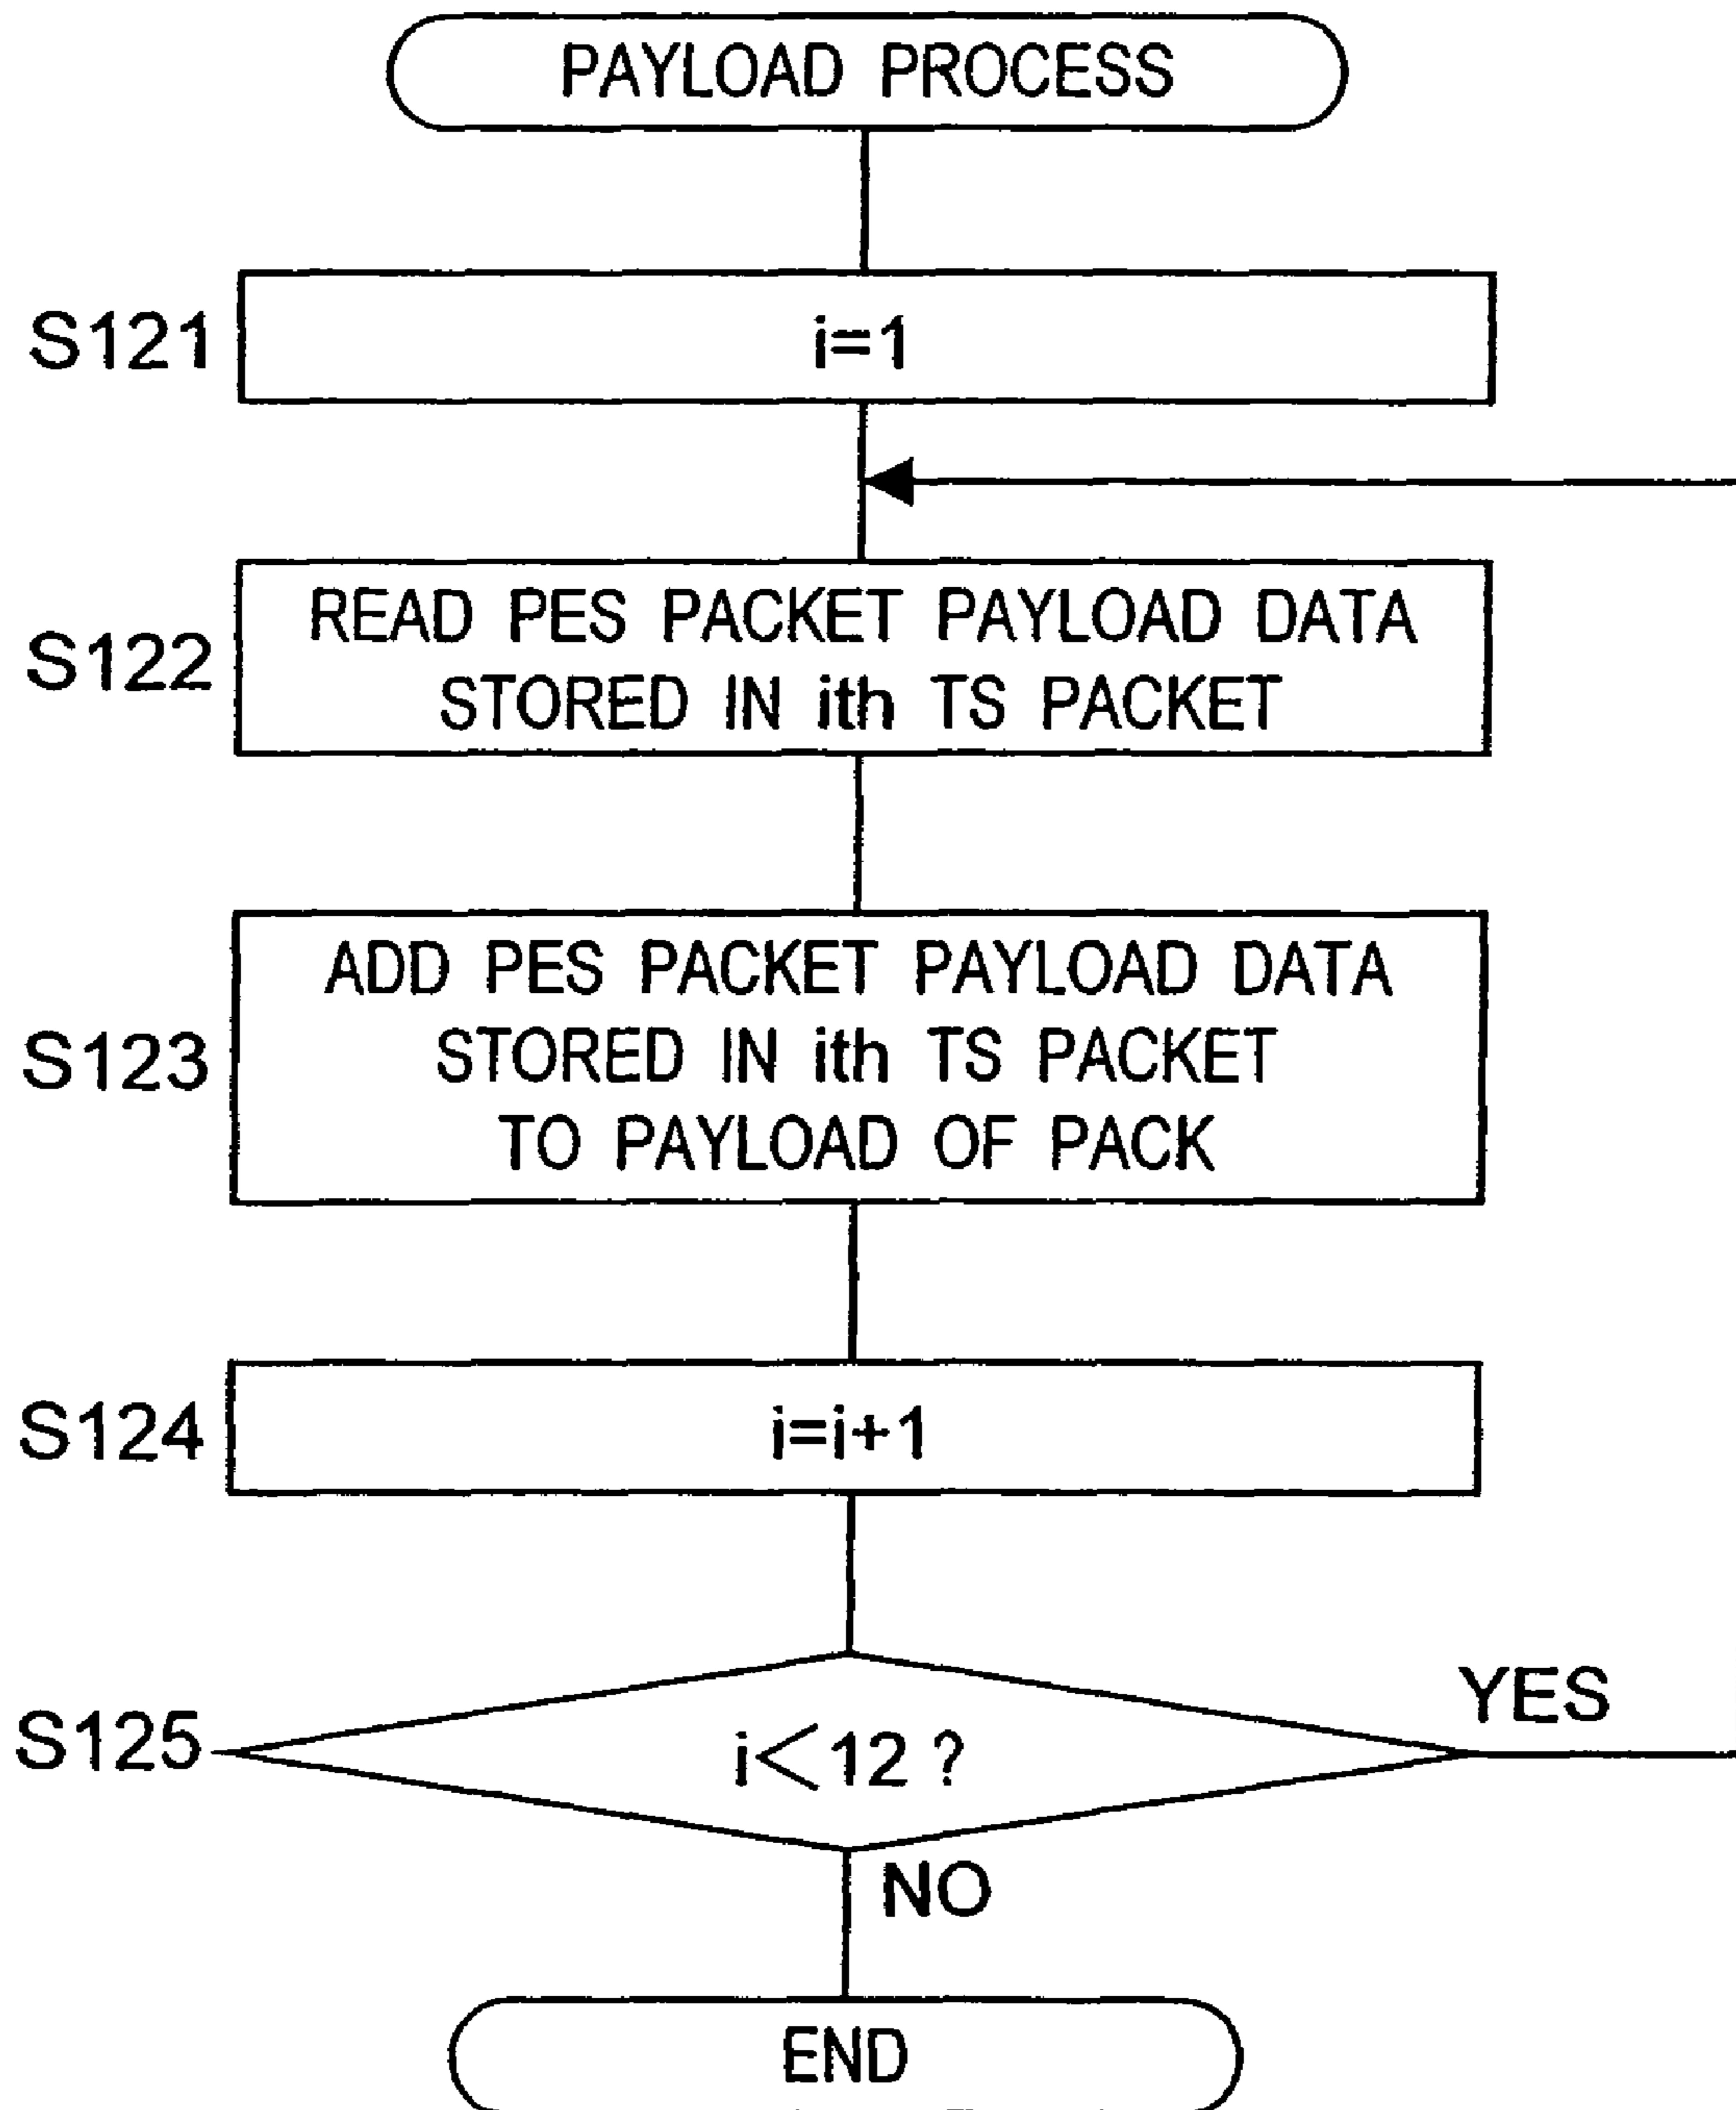 PAYLOAD PROCESS
S121
i=1
S122
READ PES PACKET PAYLOAD DATA
STORED IN ith TS PACKET
S123
ADD PES PACKET PAYLOAD DATA
STORED IN ith TS PACKET
TO PAYLOAD OF PACK
S124
i=i+1
S125
i<12 ?
YES
NO
END